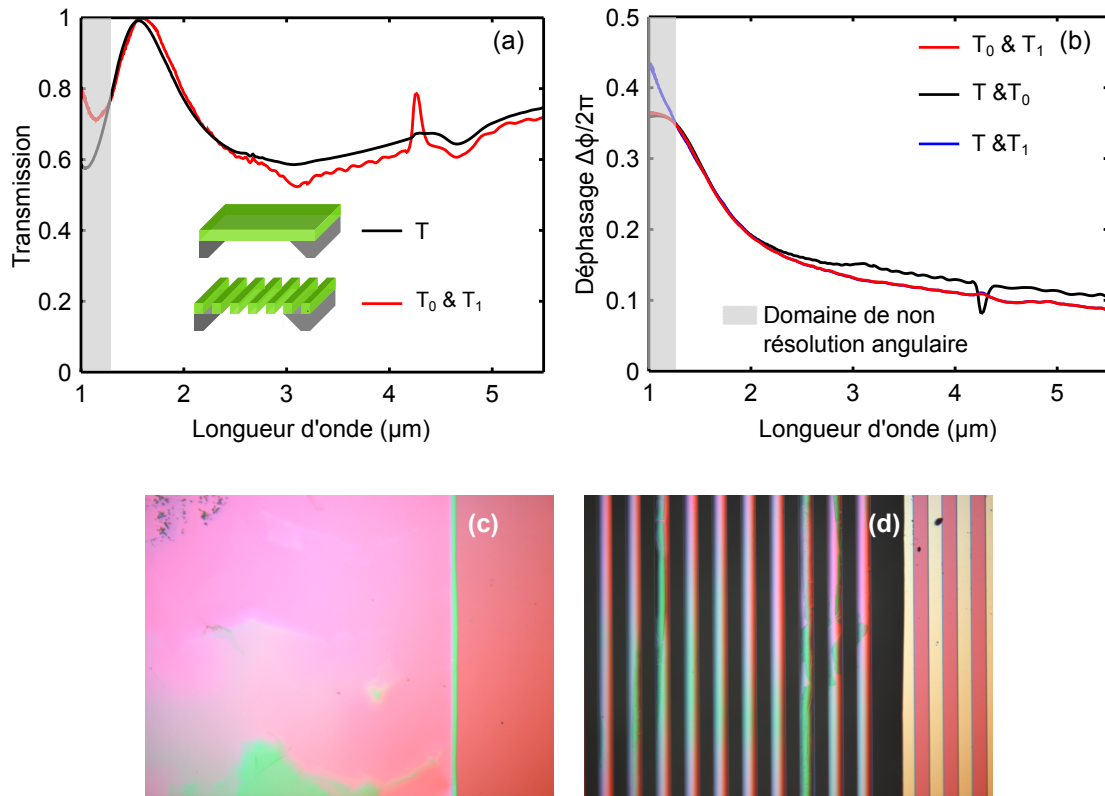 (a)
Transmission
1
0.8
0.6
0.4
0.2
0
1
2
3
4
5
Longueur d'onde (µm)
T
T0 & T1
(b)
Déphasage Δϕ/2π
0.5
0.4
0.3
0.2
0.1
0
1
2
3
4
5
Longueur d'onde (µm)
T0 & T1
T &T0
T &T1
Domaine de non
résolution angulaire
(c)
(d)